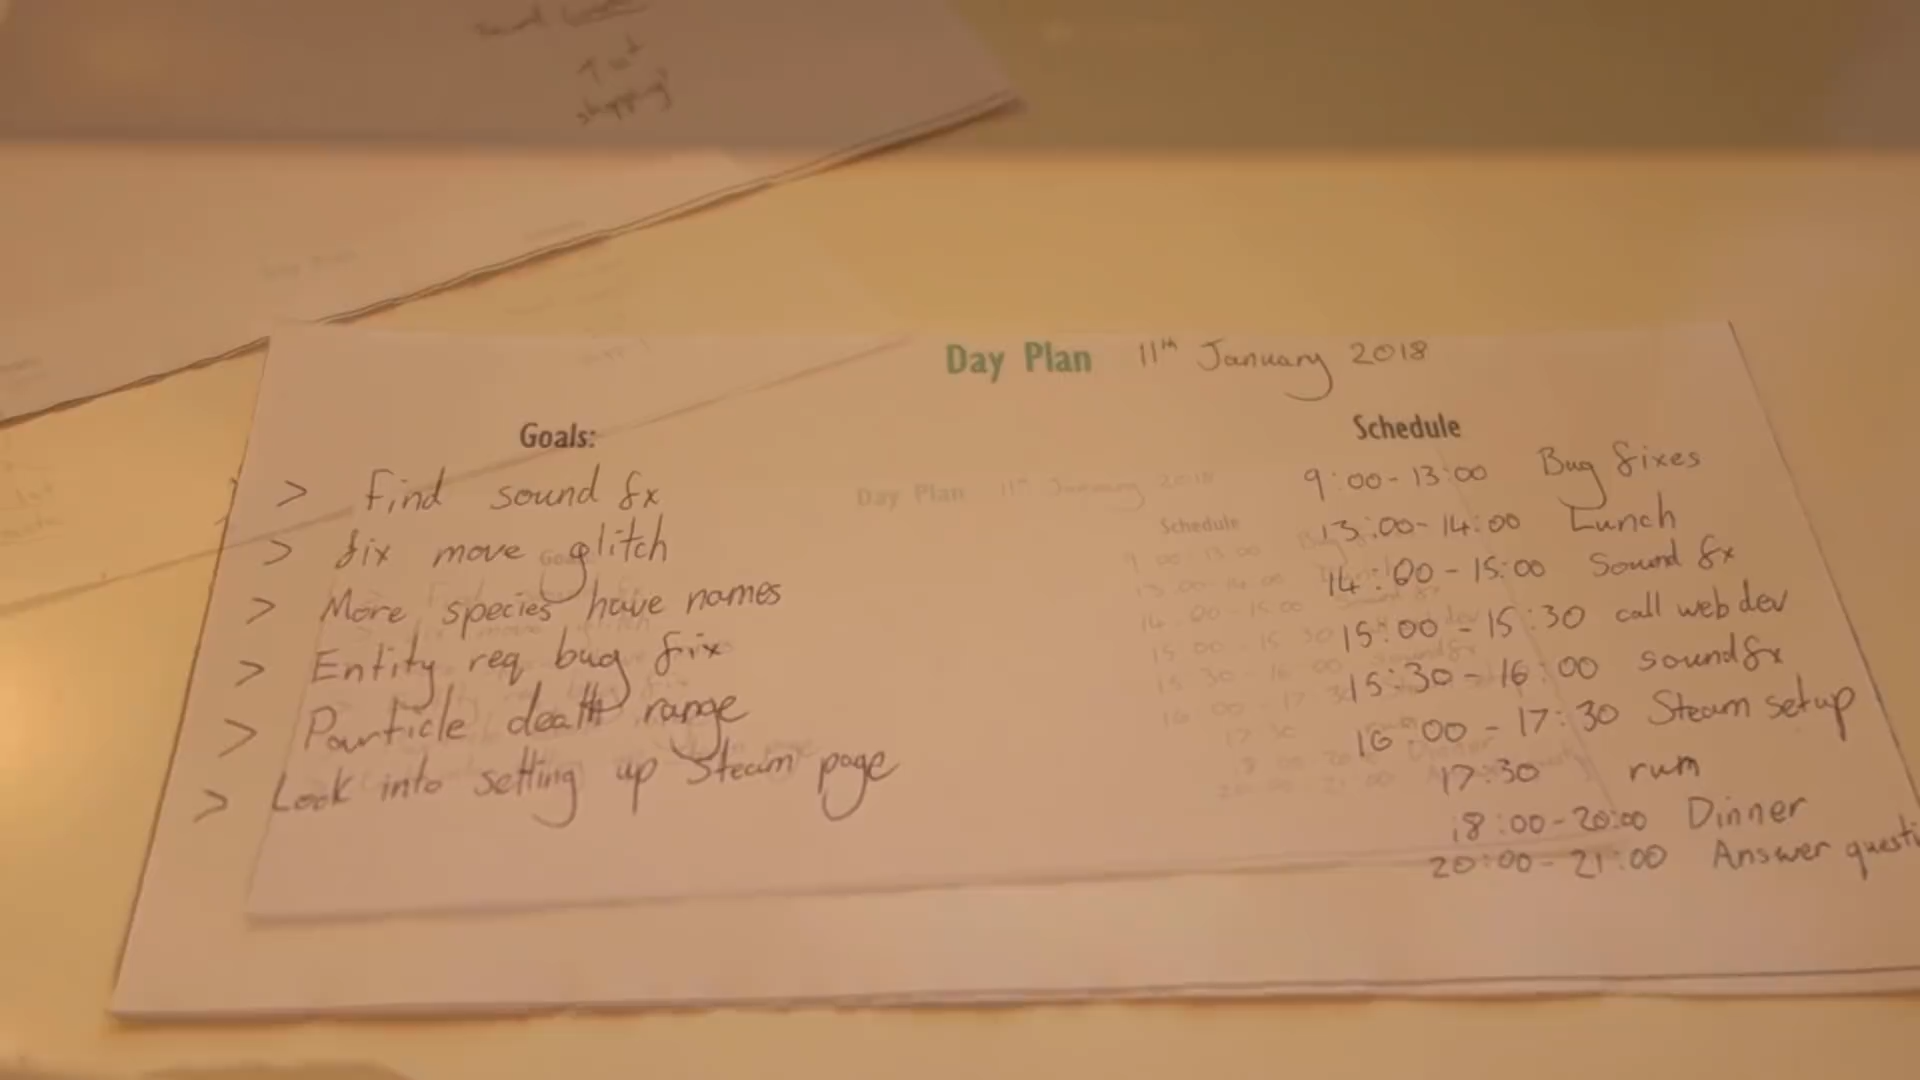 shopping
Day Plan 11th January 2018
Goals:
> Find sound fx
> fix move glitch
> More species have names
> Entity req bug fix
> Particle death range
> Look into setting up Steam page
Schedule
9:00-13:00 Bug fixes
13:00-14:00 Lunch
14:00-15:00 Sound fx
15:00-15:30 call web dev
15:30-16:00 sound fx
16:00-17:30 Steam setup
17:30 run
18:00-20:00 Dinner
20:00-21:00 Answer questi